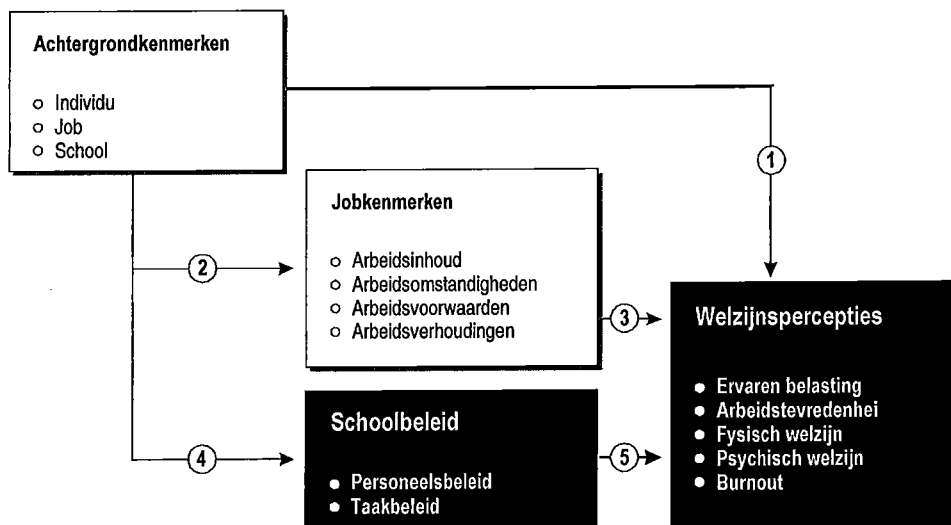 Achtergrondkenmerken
Individu
Job
School
1
Jobkenmerken
2
Arbeidsinhoud
Arbeidsomstandigheden
Arbeidsvoorwaarden
Arbeidsverhoudingen
3
Welzijnspercepties
Ervaren belasting
Arbeidstevredenhei
Fysisch welzijn
Psychisch welzijn
Burnout
Schoolbeleid
4
5
Personeelsbeleid
Taakbeleid